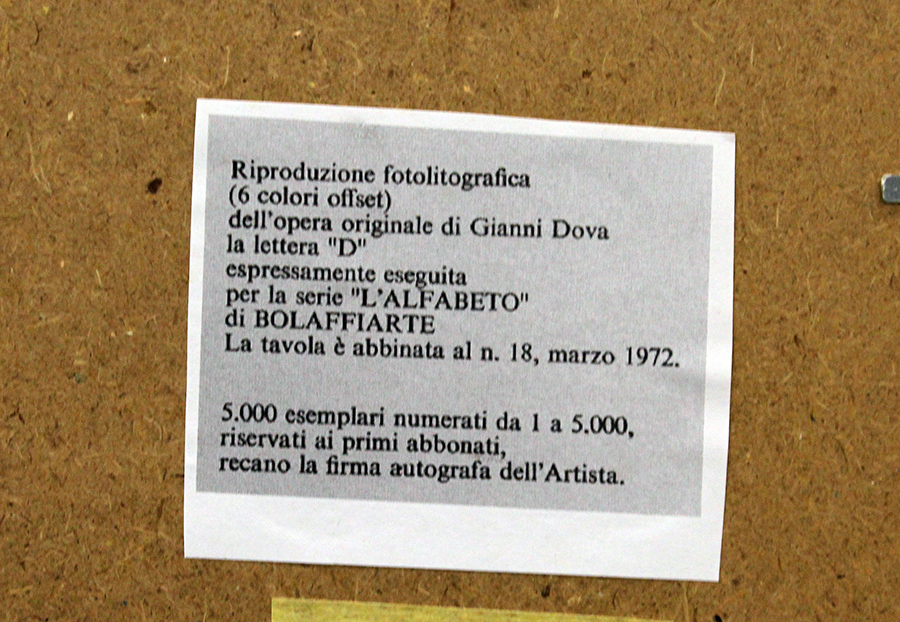 Riproduzione fotolitografica
(6 colori offset)
dell'opera originale di Gianni Dova
la lettera "D"
espressamente eseguita
per la serie "L'ALFABETO"
di BOLAFFIARTE
La tavola è abbinata al n. 18, marzo 1972.
5.000 esemplari numerati da 1 a 5.000,
riservati ai primi abbonati,
recano la firma autografa dell'Artista.